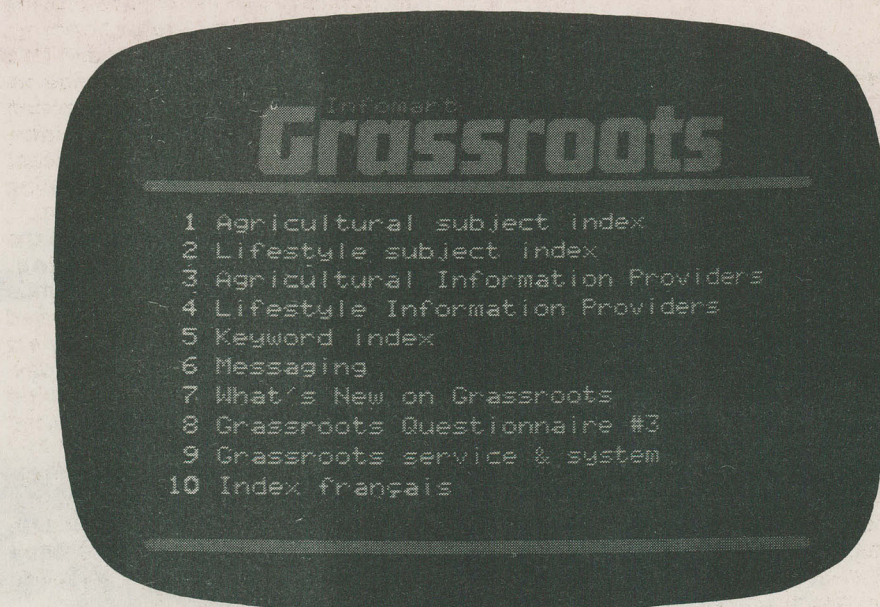 Infomart
Grassroots
1 Agricultural subject index
2 Lifestyle subject index
3 Agricultural Information Providers
4 Lifestyle Information Providers
5 Keyword index
6 Messaging
7 What's New on Grassroots
8 Grassroots Questionnaire #3
9 Grassroots service & system
10 Index français